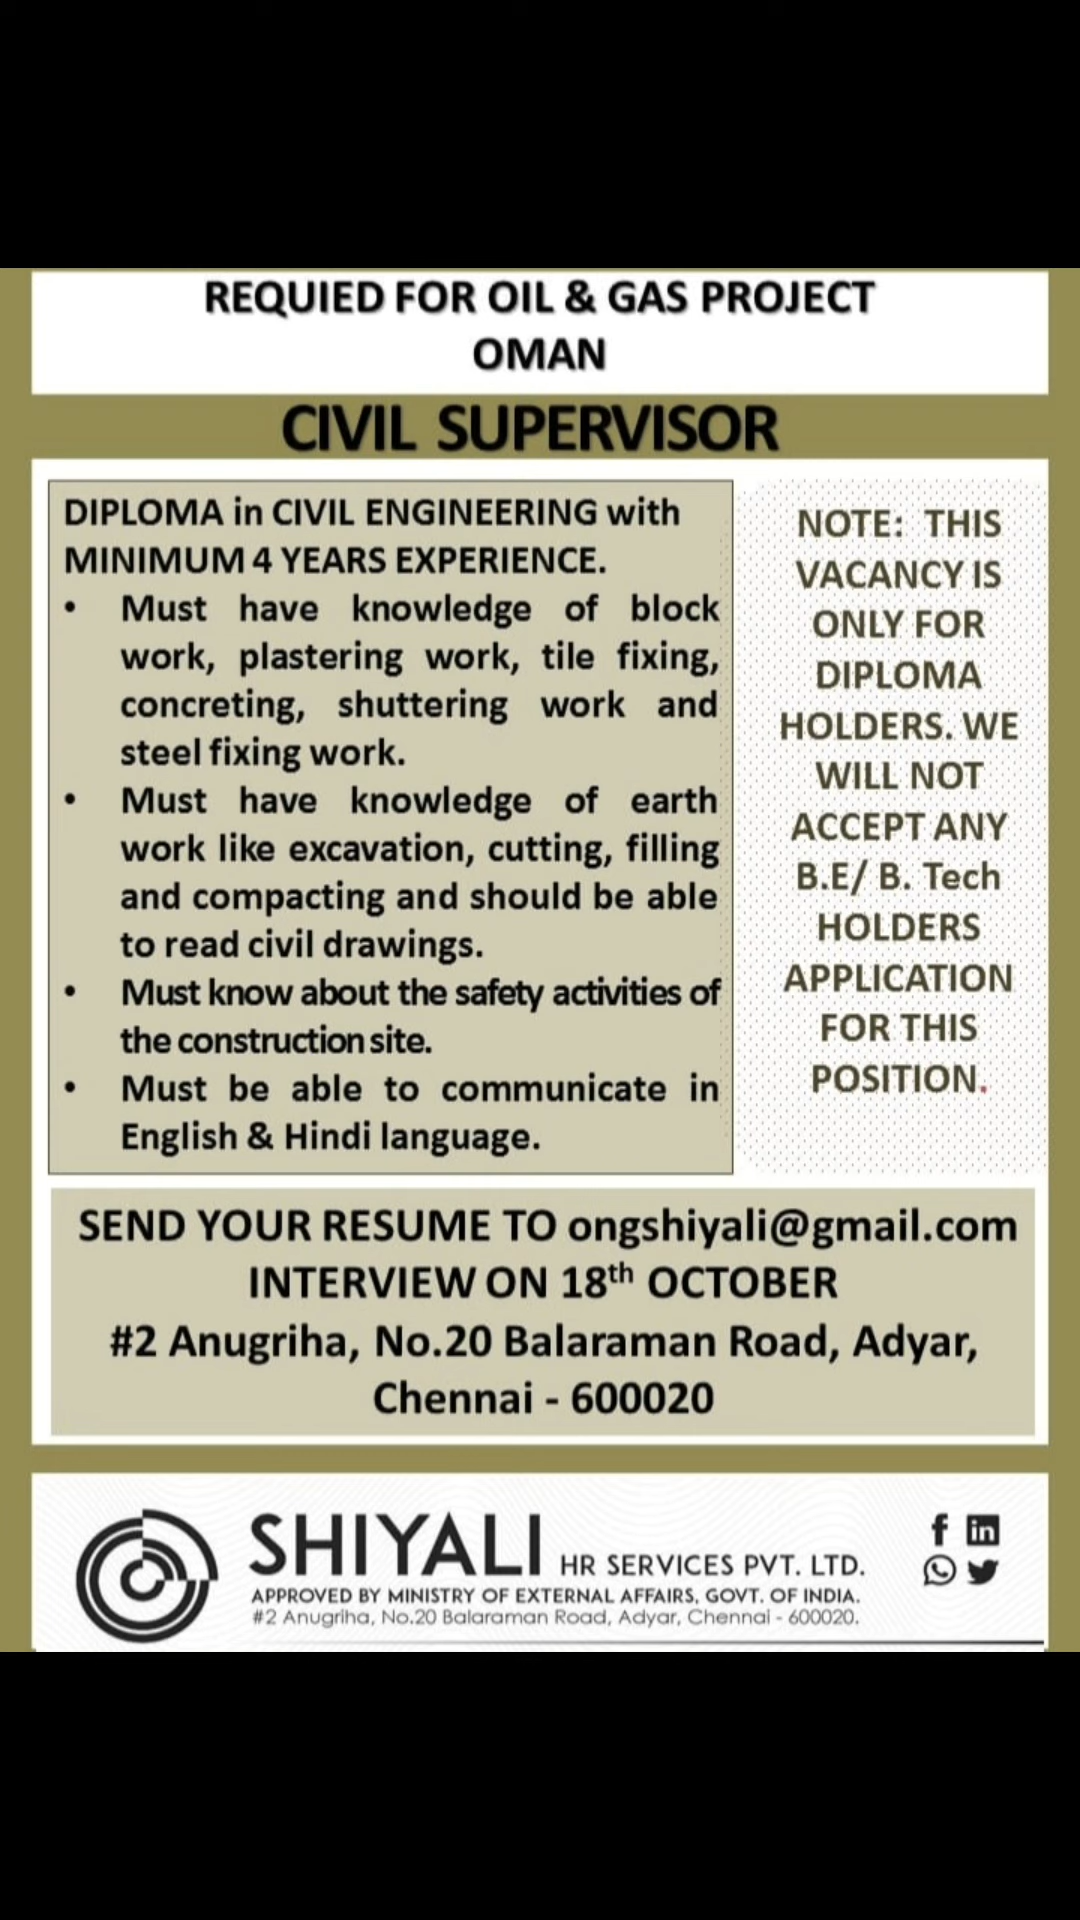 REQUIED FOR OIL & GAS PROJECT
OMAN
CIVIL SUPERVISOR
DIPLOMA in CIVIL ENGINEERING with
MINIMUM 4 YEARS EXPERIENCE.
• Must have knowledge of block
work, plastering work, tile fixing,
concreting, shuttering work and
steel fixing work.
• Must have knowledge of earth
work like excavation, cutting, filling
and compacting and should be able
to read civil drawings.
• Must know about the safety activities of
the construction site.
• Must be able to communicate in
English & Hindi language.
NOTE: THIS
VACANCY IS
ONLY FOR
DIPLOMA
HOLDERS. WE
WILL NOT
ACCEPT ANY
B.E/ B. Tech
HOLDERS
APPLICATION
FOR THIS
POSITION.
SEND YOUR RESUME TO ongshiyali@gmail.com
INTERVIEW ON 18th OCTOBER
#2 Anugriha, No.20 Balaraman Road, Adyar,
Chennai - 600020
SHIYALI HR SERVICES PVT. LTD.
APPROVED BY MINISTRY OF EXTERNAL AFFAIRS, GOVT. OF INDIA.
#2 Anugriha, No.20 Balaraman Road, Adyar, Chennai - 600020.